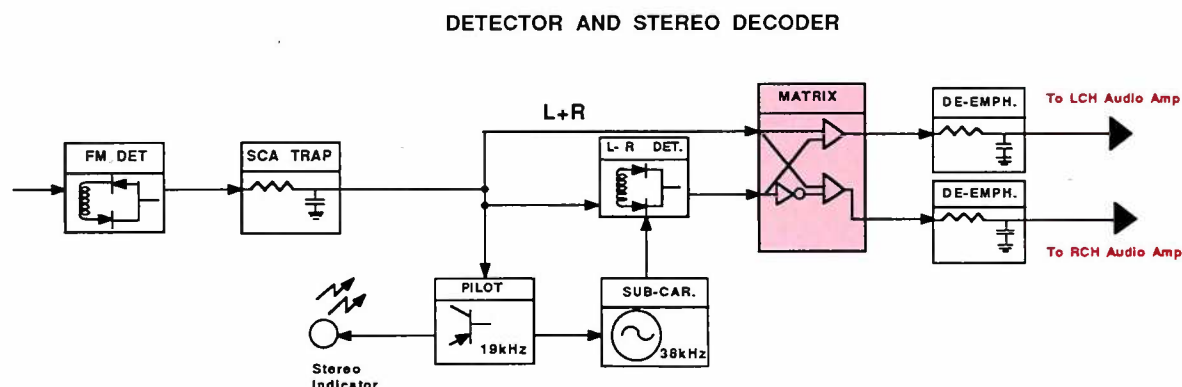 DETECTOR AND STEREO DECODER
MATRIX
DE-EMPH.
To LCH Audio Amp
L+R
FM DET
SCA TRAP
L- R DET.
DE-EMPH.
To RCH Audio Amp
PILOT
19kHz
SUB-CAR.
38kHz
Stereo
Indicator